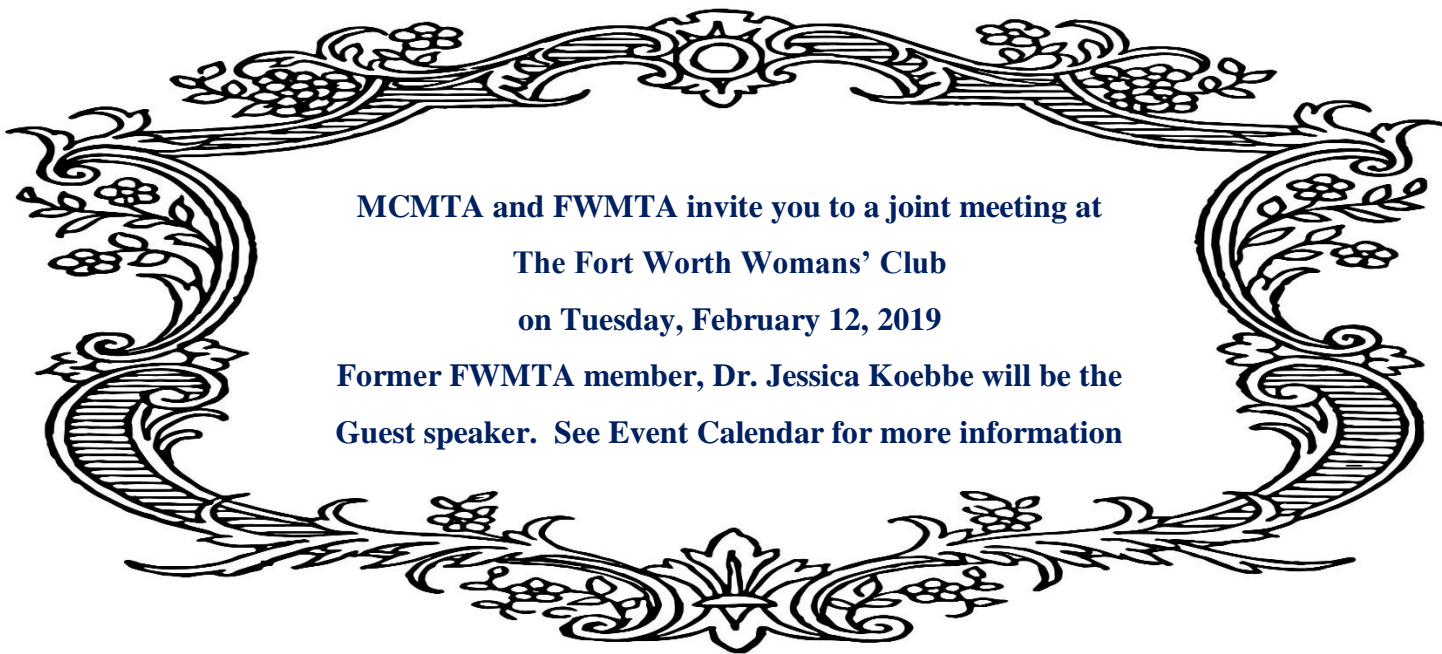 MCMTA and FWMTA invite you to a joint meeting at
The Fort Worth Womans’ Club
on Tuesday, February 12, 2019
Former FWMTA member, Dr. Jessica Koebbe will be the
Guest speaker.  See Event Calendar for more information